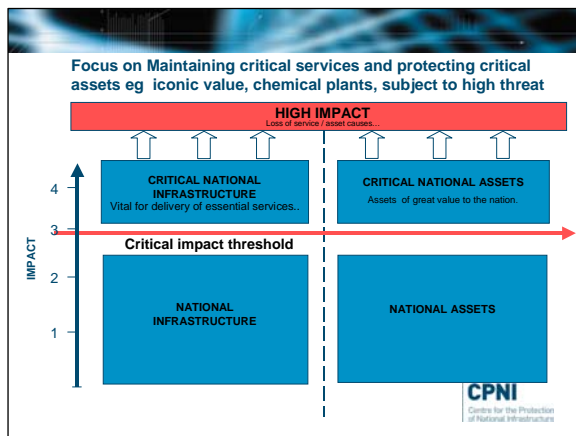 Focus on Maintaining critical services and protecting critical
assets eg iconic value, chemical plants, subject to high threat
HIGH IMPACT
Loss of service / asset causes...
CRITICAL NATIONAL
INFRASTRUCTURE
Vital for delivery of essential services..
CRITICAL NATIONAL ASSETS
Assets of great value to the nation.
4
3
Critical impact threshold
IMPACT
2
NATIONAL
INFRASTRUCTURE
NATIONAL ASSETS
1
CPNI
Centre for the Protection
of National Infrastructure